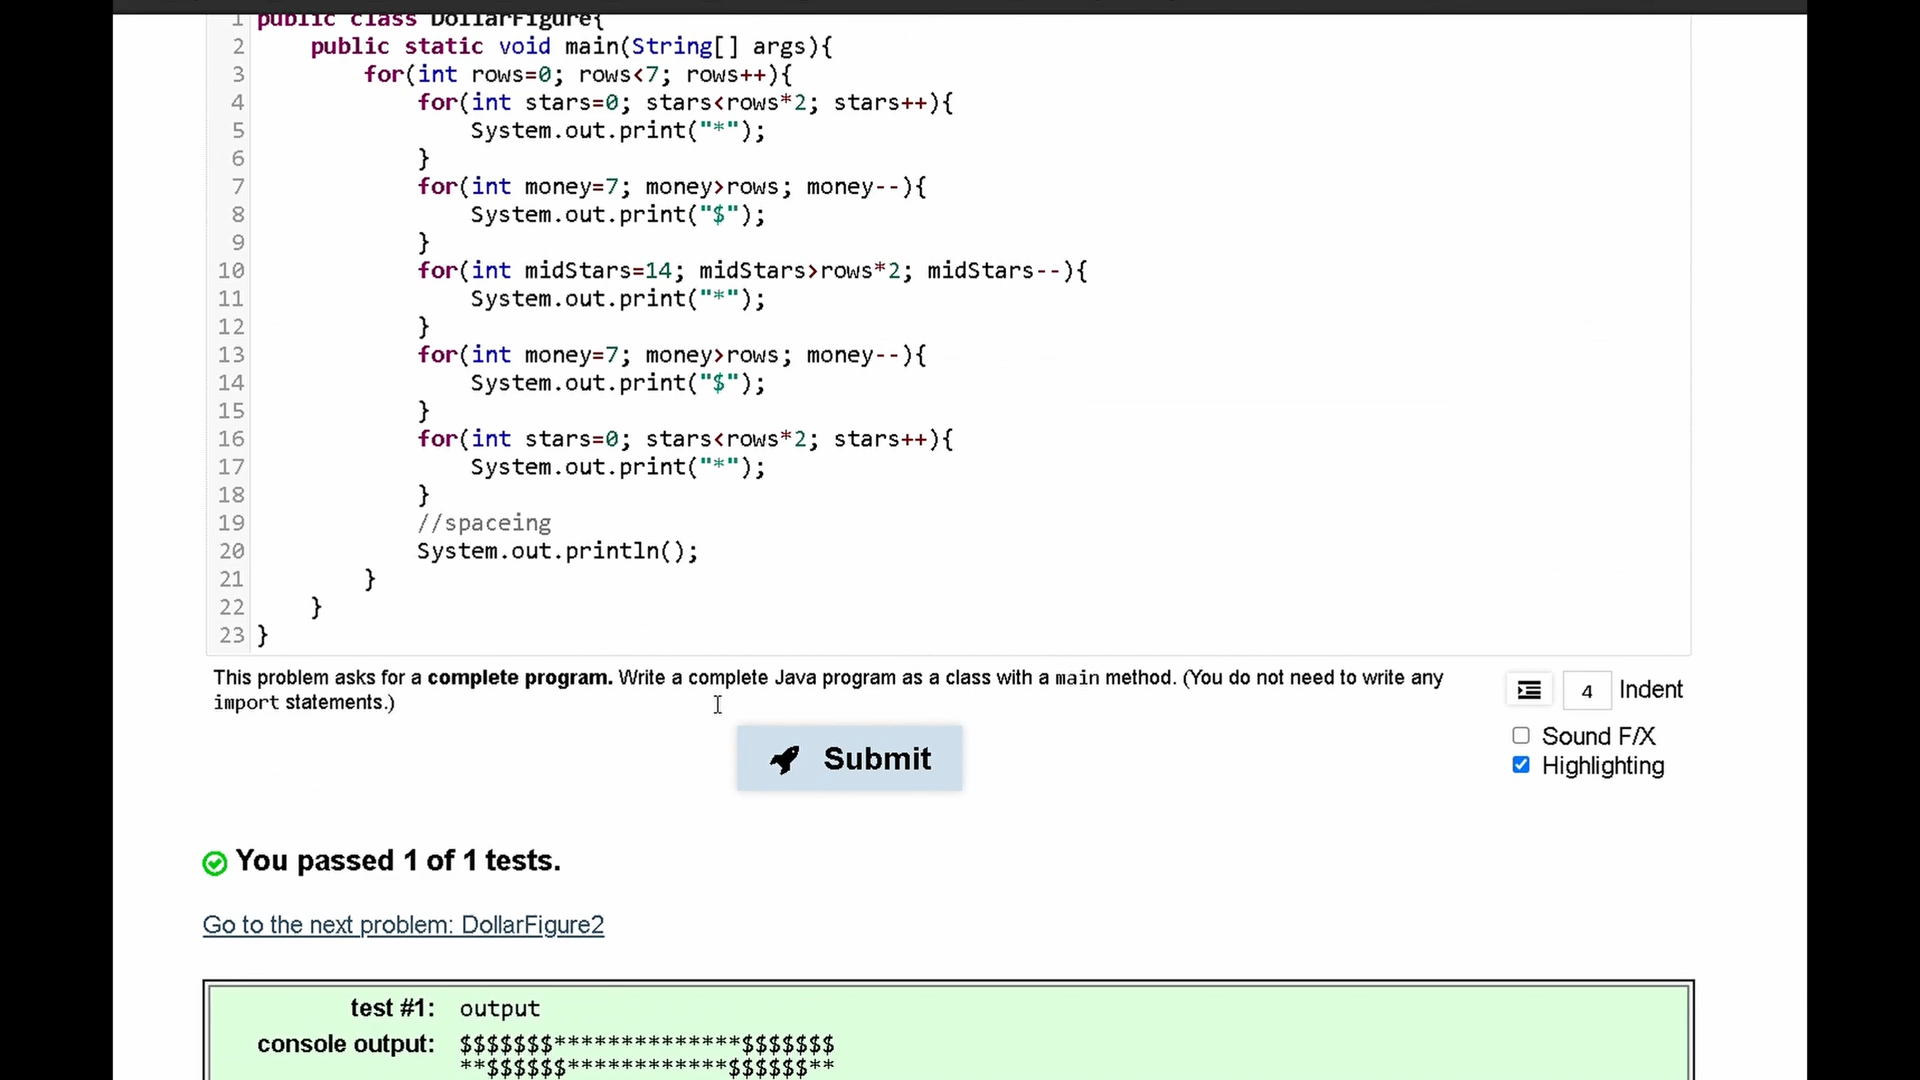 1 public class DollarFigure{
2 public static void main(String[] args){
3 for(int rows=0; rows<7; rows++){
4 for(int stars=0; stars<rows*2; stars++){
5 System.out.print("*");
6 }
7 for(int money=7; money>rows; money--){
8 System.out.print("$");
9 }
10 for(int midStars=14; midStars>rows*2; midStars--){
11 System.out.print("*");
12 }
13 for(int money=7; money>rows; money--){
14 System.out.print("$");
15 }
16 for(int stars=0; stars<rows*2; stars++){
17 System.out.print("*");
18 }
19 //spaceing
20 System.out.println();
21 }
22 }
23 }
This problem asks for a complete program. Write a complete Java program as a class with a main method. (You do not need to write any
import statements.)
4 Indent
Sound F/X
Highlighting
Submit
You passed 1 of 1 tests.
Go to the next problem: DollarFigure2
test #1: output
console output: $$$$$$$**************$$$$$$$
**$$$$$$************$$$$$$**